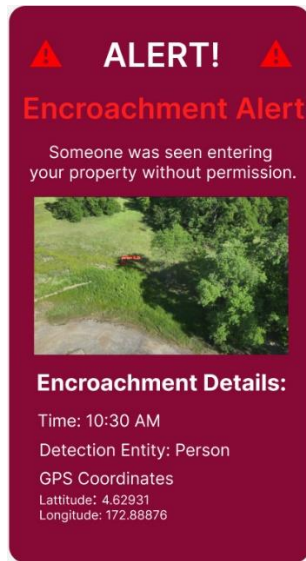 ALERT!
Encroachment Alert
Someone was seen entering
your property without permission.
Encroachment Details:
Time: 10:30 AM
Detection Entity: Person
GPS Coordinates
Lattitude: 4.62931
Longitude: 172.88876